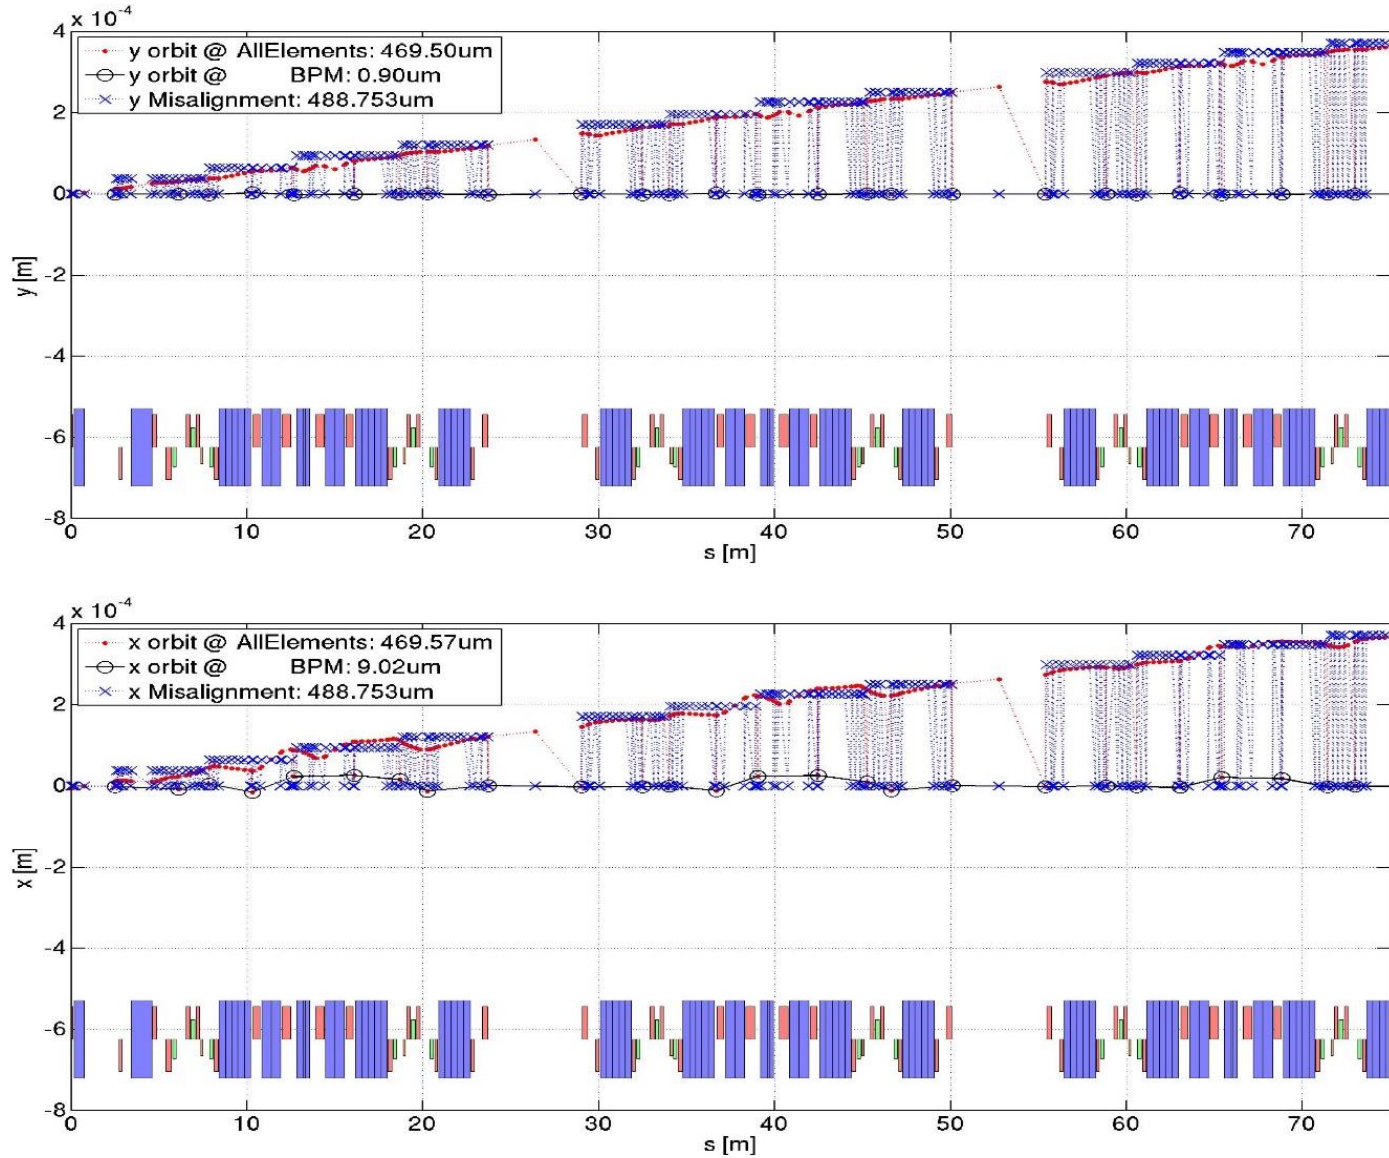 x 10-4
4
y orbit @ AllElements: 469.50um
y orbit @ BPM: 0.90um
y Misalignment: 488.753um
2
0
-2
y [m]
-4
-6
-8
0 10 20 30 40 50 60 70
s [m]
x 10-4
4
x orbit @ AllElements: 469.57um
x orbit @ BPM: 9.02um
x Misalignment: 488.753um
2
0
-2
x [m]
-4
-6
-8
0 10 20 30 40 50 60 70
s [m]